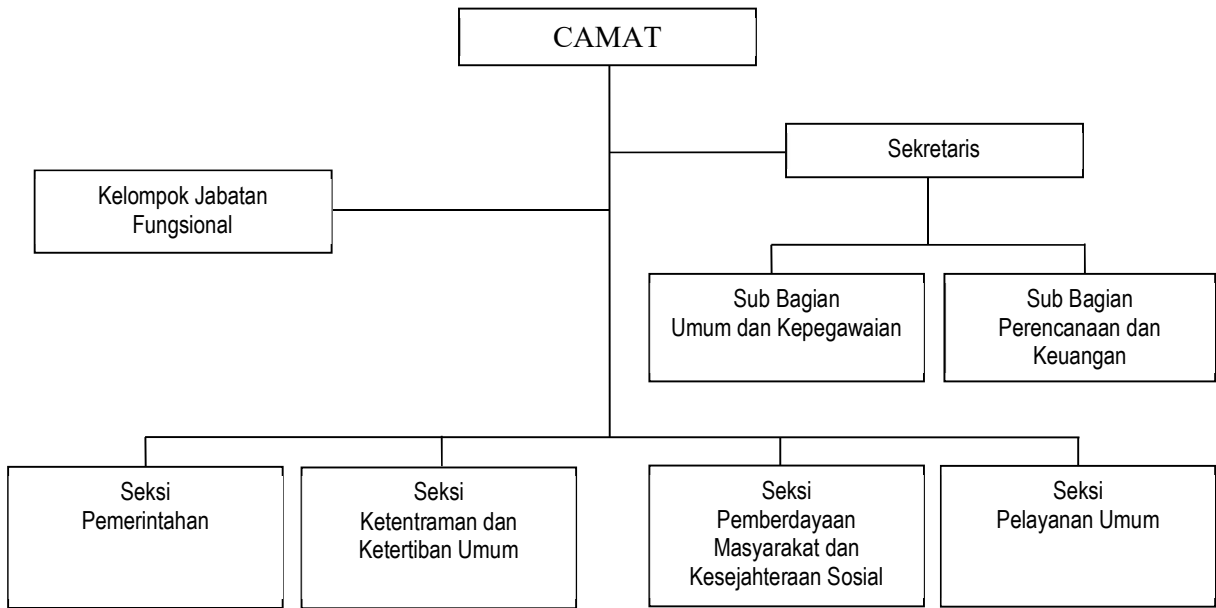 CAMAT
Sekretaris
Kelompok Jabatan
Fungsional
Sub Bagian
Umum dan Kepegawaian
Sub Bagian
Perencanaan dan
Keuangan
Seksi
Pemerintahan
Seksi
Ketentraman dan
Ketertiban Umum
Seksi
Pemberdayaan
Masyarakat dan
Kesejahteraan Sosial
Seksi
Pelayanan Umum